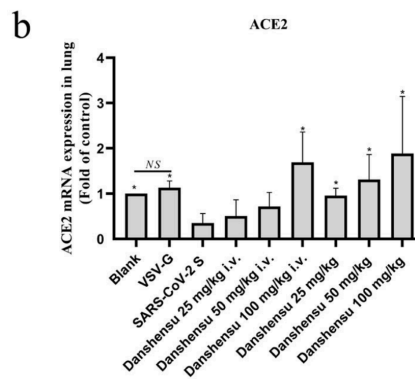 b
ACE2
ACE2 mRNA expression in lung
(Fold of control)
4
3
2
1
0
NS
*
*
*
*
*
*
Blank
VSV-G
SARS-CoV-2 S
Danshensu 25 mg/kg i.v.
Danshensu 50 mg/kg i.v.
Danshensu 100 mg/kg i.v.
Danshensu 25 mg/kg
Danshensu 50 mg/kg
Danshensu 100 mg/kg